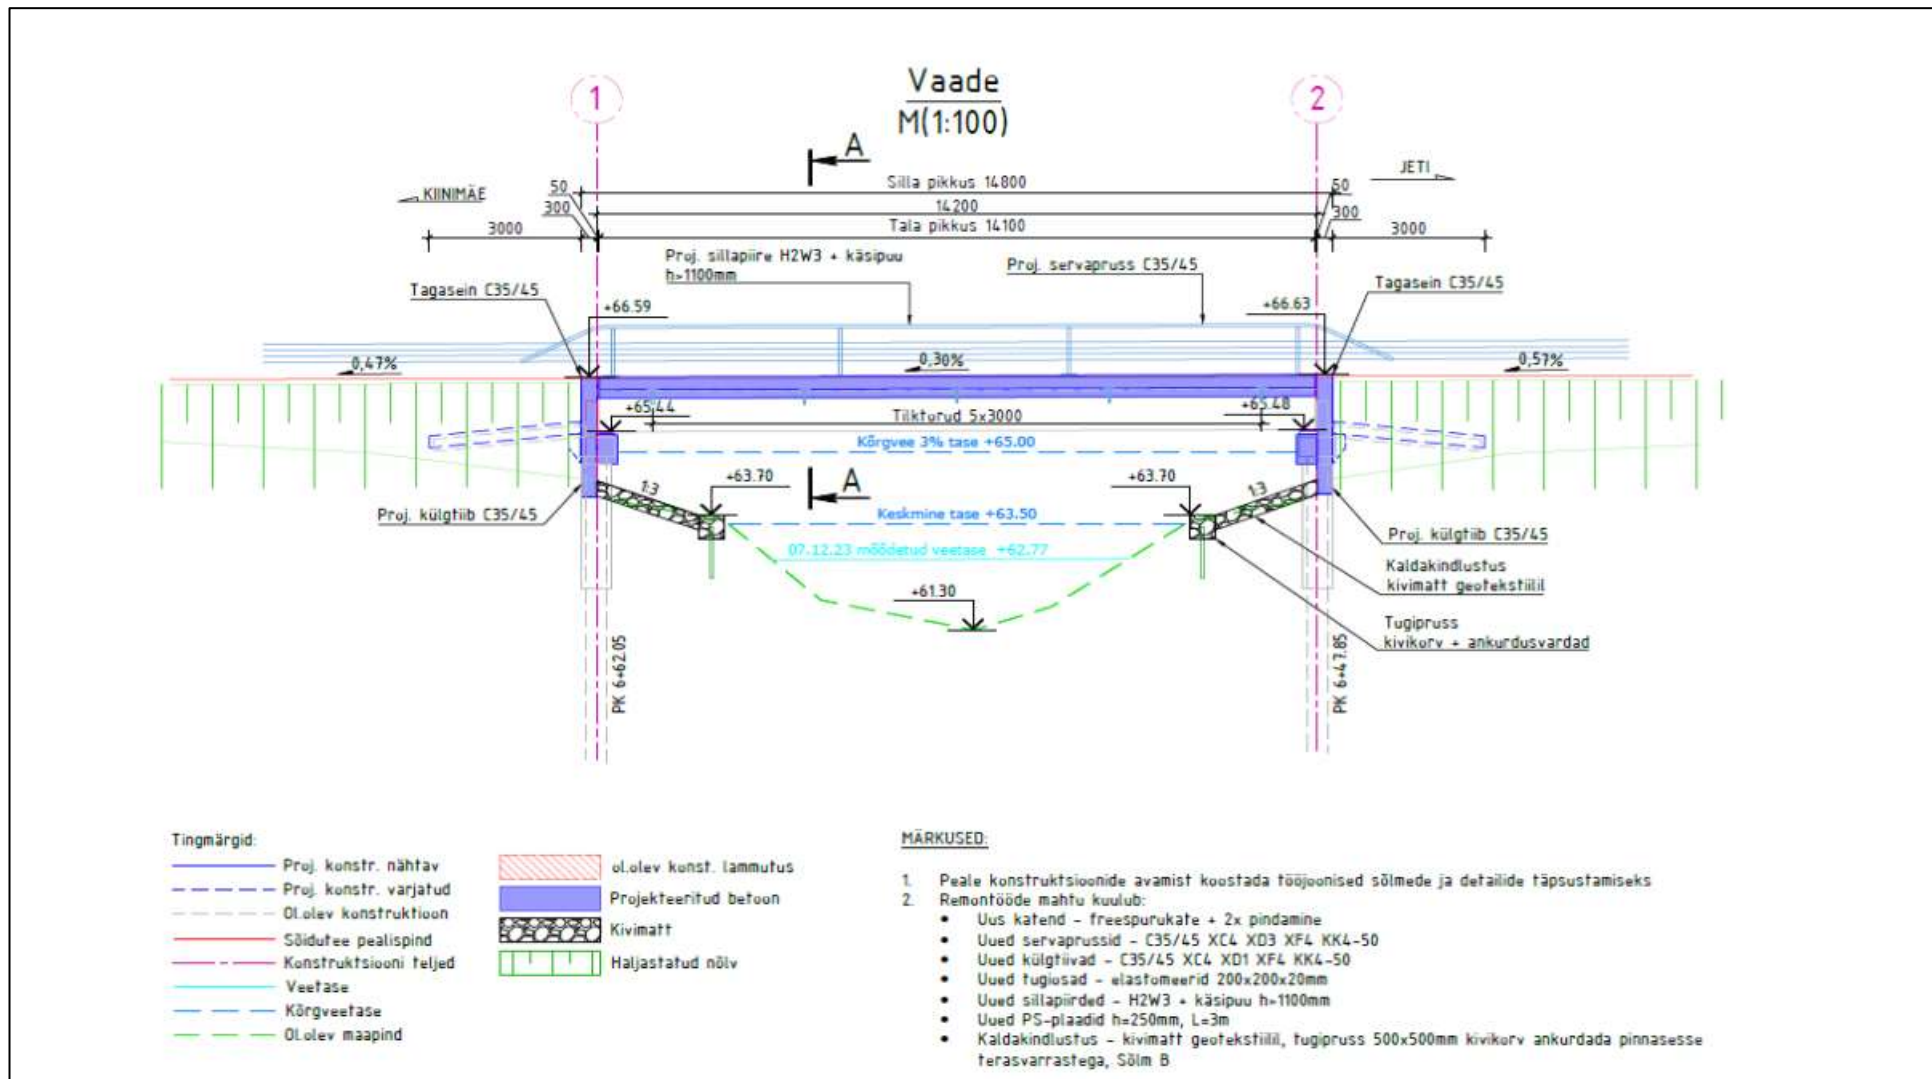 Vaade
M(1:100)
1
2
A
KIINIMÄE
JETI
50
Silla pikkus 14800
50
300
14200
300
3000
Tala pikkus 14100
3000
Proj. sillapiire H2W3 + käsipuu
h>1100mm
Proj. servapruss C35/45
Tagasein C35/45
Tagasein C35/45
+66.59
+66.63
0,47%
0,30%
0,57%
+65.44
Tilktorud 5x3000
+65.48
Kõrgvee 3% tase +65.00
+63.70
A
+63.70
1:3
1:3
Proj. külgtiib C35/45
Keskmine tase +63.50
Proj. külgtiib C35/45
07.12.23 mõõdetud veetase +62.77
Kaldakindlustus
kivimatt geotekstiilil
+61.30
Tugipruss
kivikorv + ankurdusvardad
PK 6+62.05
PK 6+47.85
Tingmärgid:
Proj. konstr. nähtav
Proj. konstr. varjatud
Ol.olev konstruktioon
Sõidutee pealispind
Konstruktsiooni teljed
Veetase
Kõrgveetase
Ol.olev maapind
ol.olev konst. lammutus
Projekteeritud betoon
Kivimatt
Haljastatud nõlv
MÄRKUSED:
1. Peale konstruktsioonide avamist koostada tööjoonised sõlmede ja detailide täpsustamiseks
2. Remontööde mahtu kuulub:
• Uus katend - freespurukate + 2x pindamine
• Uued servaprussid - C35/45 XC4 XD3 XF4 KK4-50
• Uued külgtiivad - C35/45 XC4 XD1 XF4 KK4-50
• Uued tugiosad - elastomeerid 200x200x20mm
• Uued sillapiirded - H2W3 + käsipuu h>1100mm
• Uued PS-plaadid h=250mm, L=3m
• Kaldakindlustus - kivimatt geotekstiilil, tugipruss 500x500mm kivikorv ankurdada pinnasesse
terasvarrastega, Sõlm B